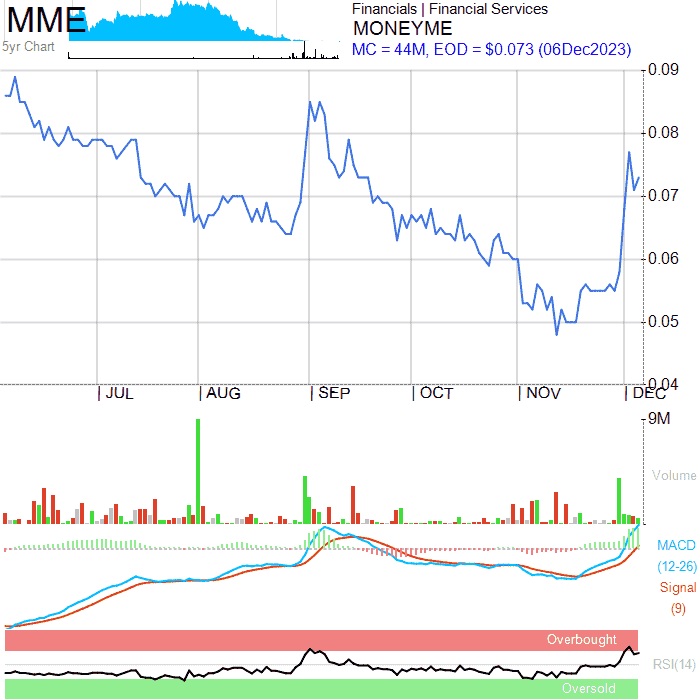 MME
5yr Chart
Financials | Financial Services
MONEYME
MC = 44M, EOD = $0.073 (06Dec2023)
0.09
0.08
0.07
0.06
0.05
0.04
JUL AUG SEP OCT NOV DEC
9M
Volume
MACD
(12-26)
Signal
(9)
Overbought
RSI(14)
Oversold